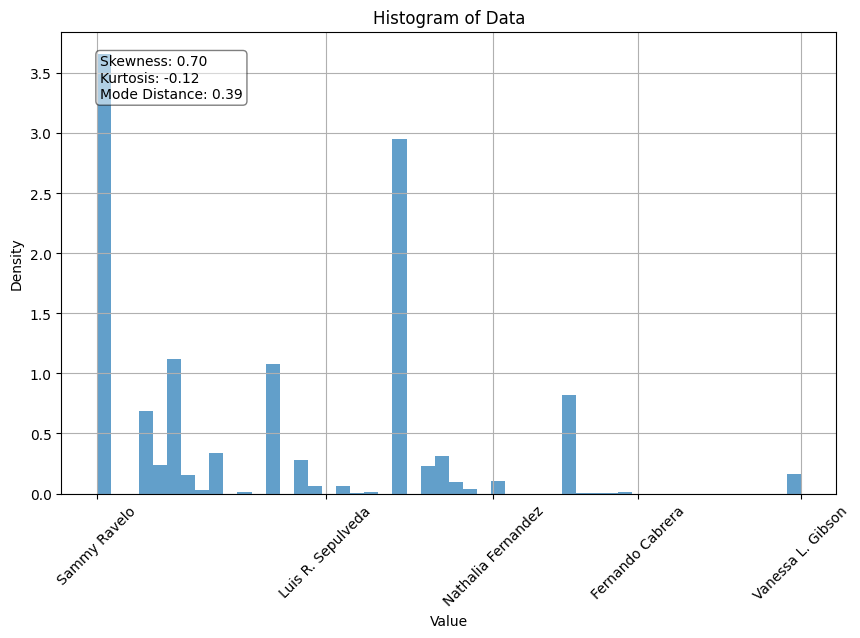 Histogram of Data
Skewness: 0.70
Kurtosis: -0.12
Mode Distance: 0.39
Density
3.5
3.0
2.5
2.0
1.5
1.0
0.5
0.0
Sammy Ravelo
Luis R. Sepulveda
Nathalia Fernandez
Fernando Cabrera
Vanessa L. Gibson
Value